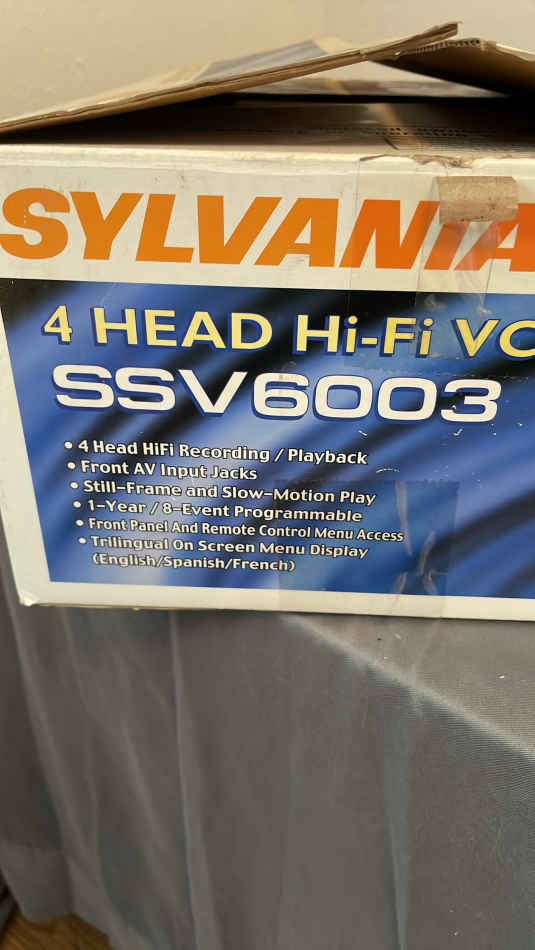 SYLVANIA
4 HEAD Hi-Fi VC
SSV6003
• 4 Head HiFi Recording / Playback
• Front AV Input Jacks
• Still-Frame and Slow-Motion Play
• 1-Year / 8-Event Programmable
• Front Panel And Remote Control Menu Access
• Trilingual On Screen Menu Display
(English/Spanish/French)